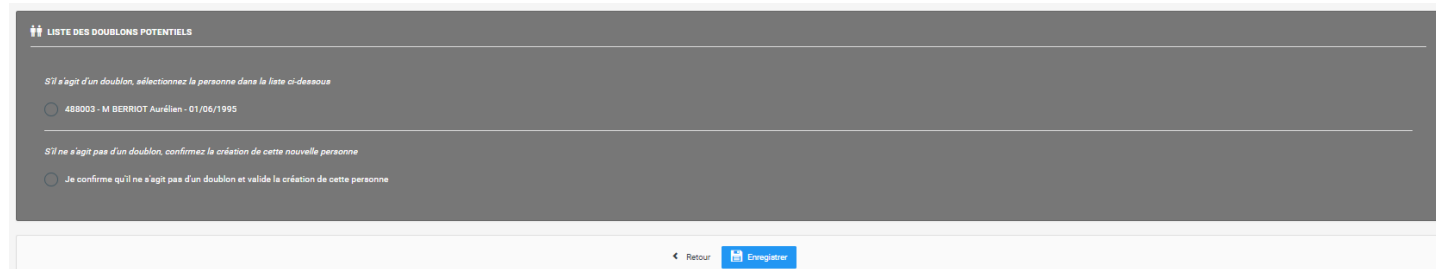 LISTE DES DOUBLONS POTENTIELS
S'il s'agit d'un doublon, sélectionnez la personne dans la liste ci-dessous
488003 - M BERRIOT Aurélien - 01/06/1995
S'il ne s'agit pas d'un doublon, confirmez la création de cette nouvelle personne
Je confirme qu'il ne s'agit pas d'un doublon et valide la création de cette personne
Retour Enregistrer